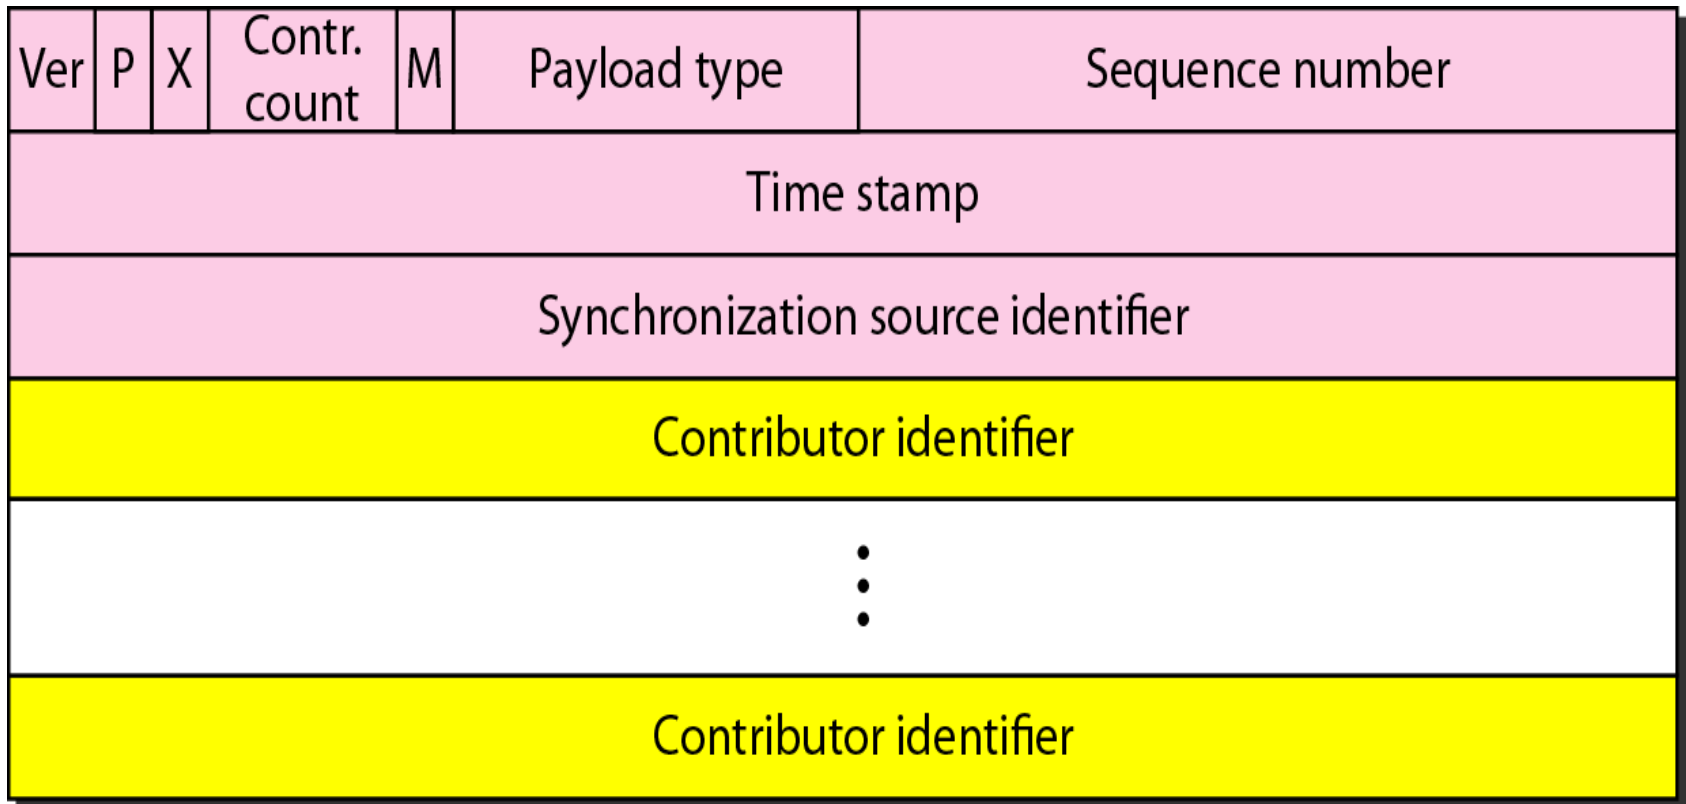 Ver P X Contr. count M Payload type Sequence number
Time stamp
Synchronization source identifier
Contributor identifier
Contributor identifier